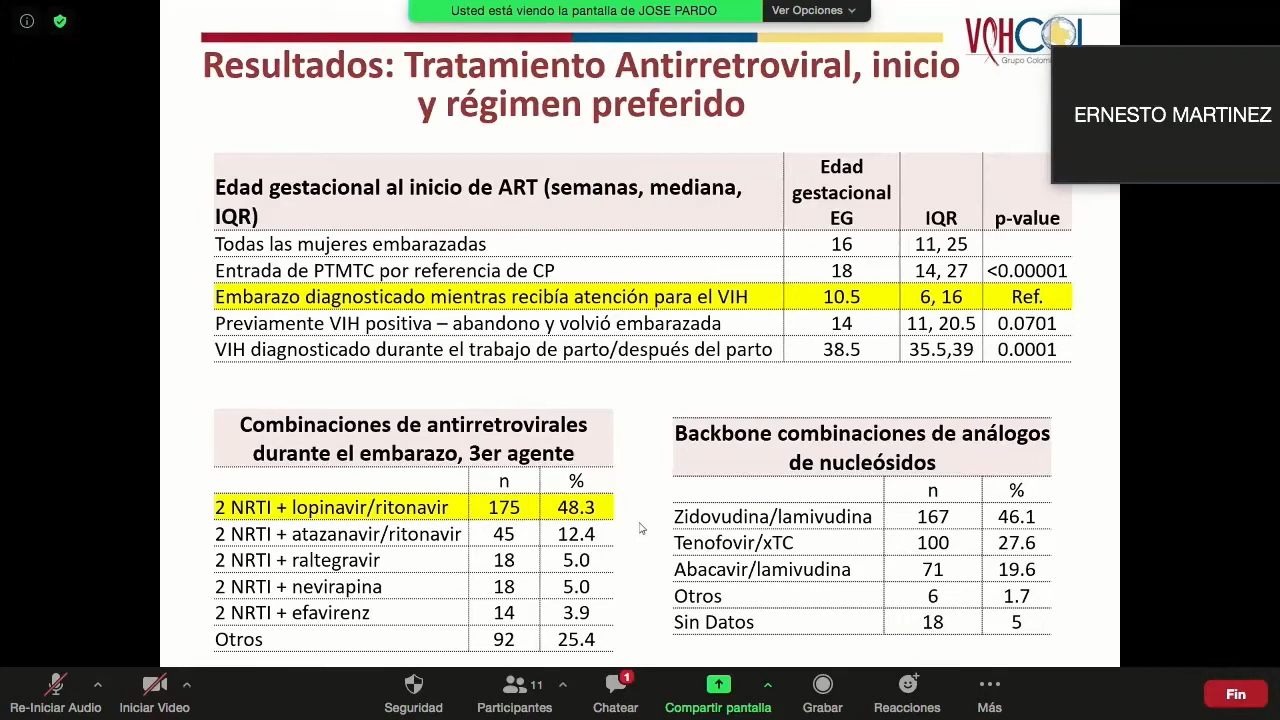 Usted está viendo la pantalla de JOSE PARDO
Ver Opciones
VIHCOL
Grupo Colom
Resultados: Tratamiento Antirretroviral, inicio
y régimen preferido
ERNESTO MARTINEZ
Edad gestacional al inicio de ART (semanas, mediana, IQR) Edad gestacional EG IQR p-value
Todas las mujeres embarazadas 16 11, 25
Entrada de PTMTC por referencia de CP 18 14, 27 <0.00001
Embarazo diagnosticado mientras recibía atención para el VIH 10.5 6, 16 Ref.
Previamente VIH positiva – abandono y volvió embarazada 14 11, 20.5 0.0701
VIH diagnosticado durante el trabajo de parto/después del parto 38.5 35.5,39 0.0001
Combinaciones de antirretrovirales
durante el embarazo, 3er agente
n %
2 NRTI + lopinavir/ritonavir 175 48.3
2 NRTI + atazanavir/ritonavir 45 12.4
2 NRTI + raltegravir 18 5.0
2 NRTI + nevirapina 18 5.0
2 NRTI + efavirenz 14 3.9
Otros 92 25.4
Backbone combinaciones de análogos
de nucleósidos
n %
Zidovudina/lamivudina 167 46.1
Tenofovir/xTC 100 27.6
Abacavir/lamivudina 71 19.6
Otros 6 1.7
Sin Datos 18 5
Re-Iniciar Audio
Iniciar Video
Seguridad
11
Participantes
1
Chatear
Compartir pantalla
Grabar
Reacciones
Más
Fin